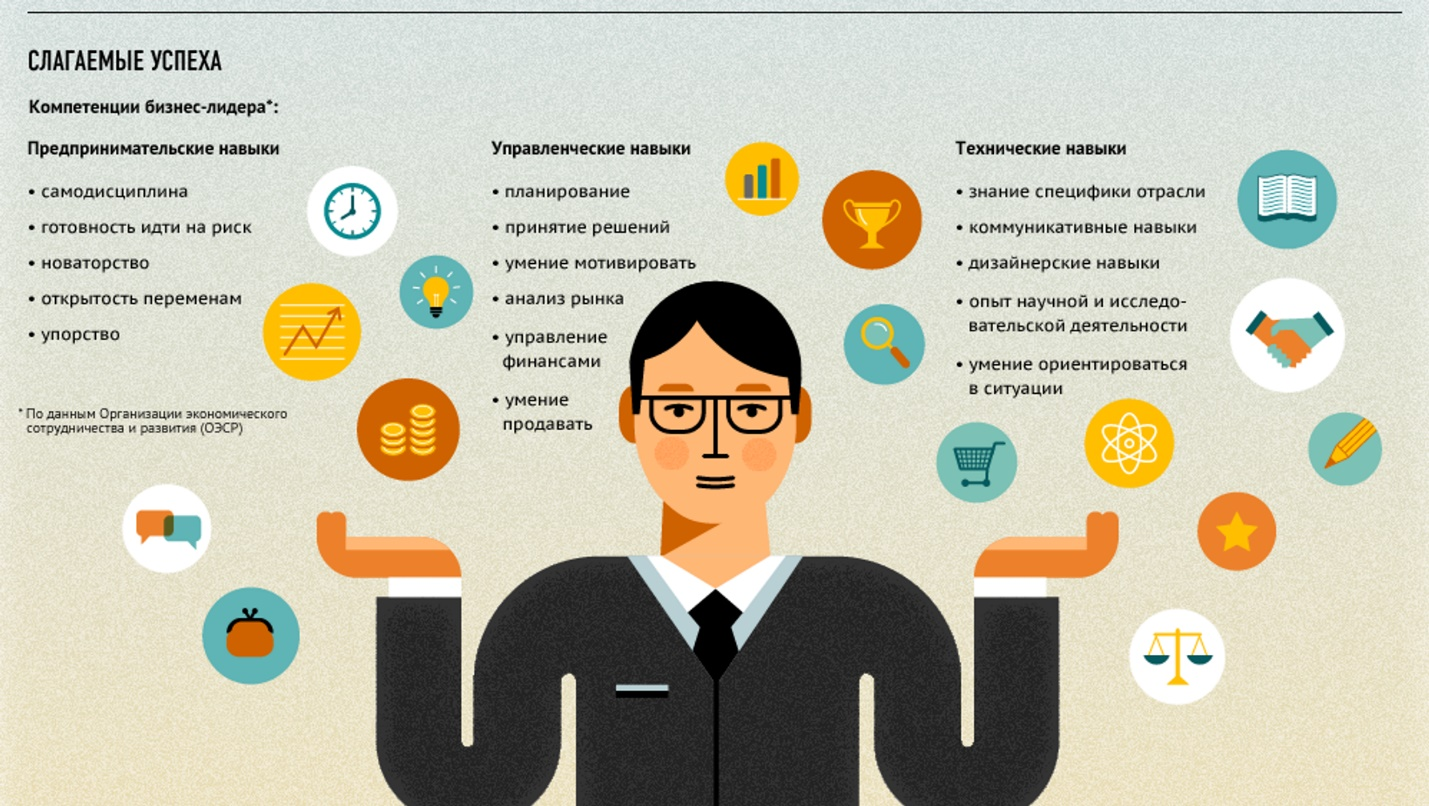 СЛАГАЕМЫЕ УСПЕХА
Компетенции бизнес-лидера*:
Предпринимательские навыки
• самодисциплина
• готовность идти на риск
• новаторство
• открытость переменам
• упорство
* По данным Организации экономического
сотрудничества и развития (ОЭСР)
Управленческие навыки
• планирование
• принятие решений
• умение мотивировать
• анализ рынка
• управление
финансами
• умение
продавать
Технические навыки
• знание специфики отрасли
• коммуникативные навыки
• дизайнерские навыки
• опыт научной и исследо-
вательской деятельности
• умение ориентироваться
в ситуации